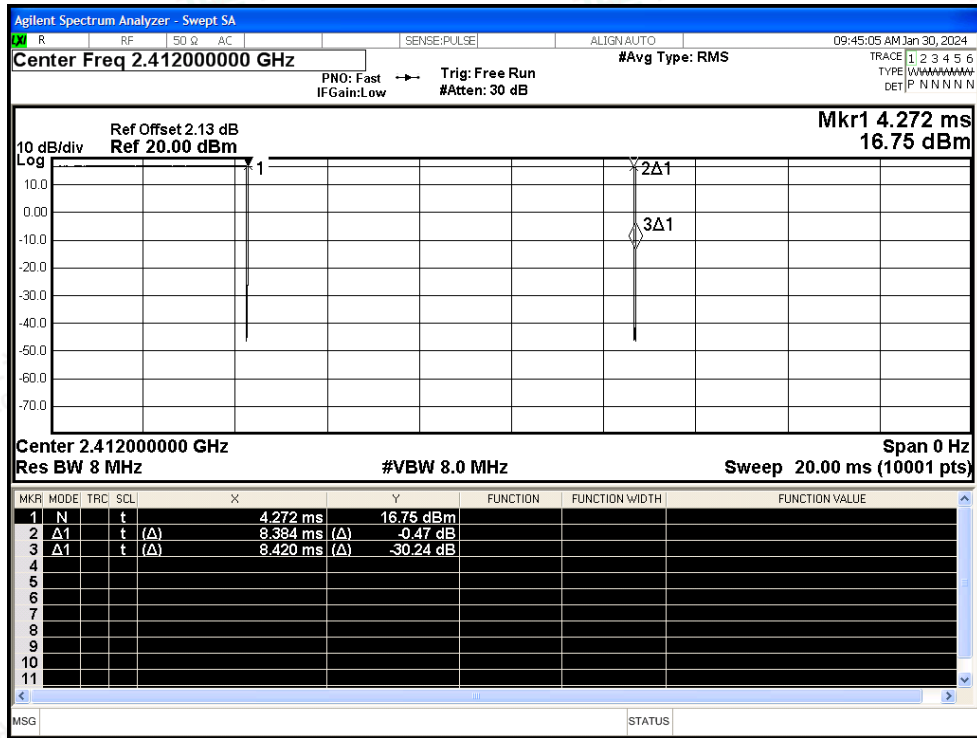 Agilent Spectrum Analyzer - Swept SA
LXI R RF 50 Ω AC SENSE:PULSE ALIGN AUTO 09:45:05 AM Jan 30, 2024
Center Freq 2.412000000 GHz
PNO: Fast
IFGain:Low
Trig: Free Run
#Atten: 30 dB
#Avg Type: RMS
TRACE 1 2 3 4 5 6
TYPE WWWWWW
DET P N N N N N
Mkr1 4.272 ms
16.75 dBm
Ref Offset 2.13 dB
10 dB/div Ref 20.00 dBm
Log
1
2Δ1
3Δ1
10.0
0.00
-10.0
-20.0
-30.0
-40.0
-50.0
-60.0
-70.0
Center 2.412000000 GHz Span 0 Hz
Res BW 8 MHz #VBW 8.0 MHz Sweep 20.00 ms (10001 pts)
MKR MODE TRC SCL X Y FUNCTION FUNCTION WIDTH FUNCTION VALUE
1 N t 4.272 ms 16.75 dBm
2 Δ1 t (Δ) 8.384 ms (Δ) -0.47 dB
3 Δ1 t (Δ) 8.420 ms (Δ) -30.24 dB
4
5
6
7
8
9
10
11
MSG STATUS